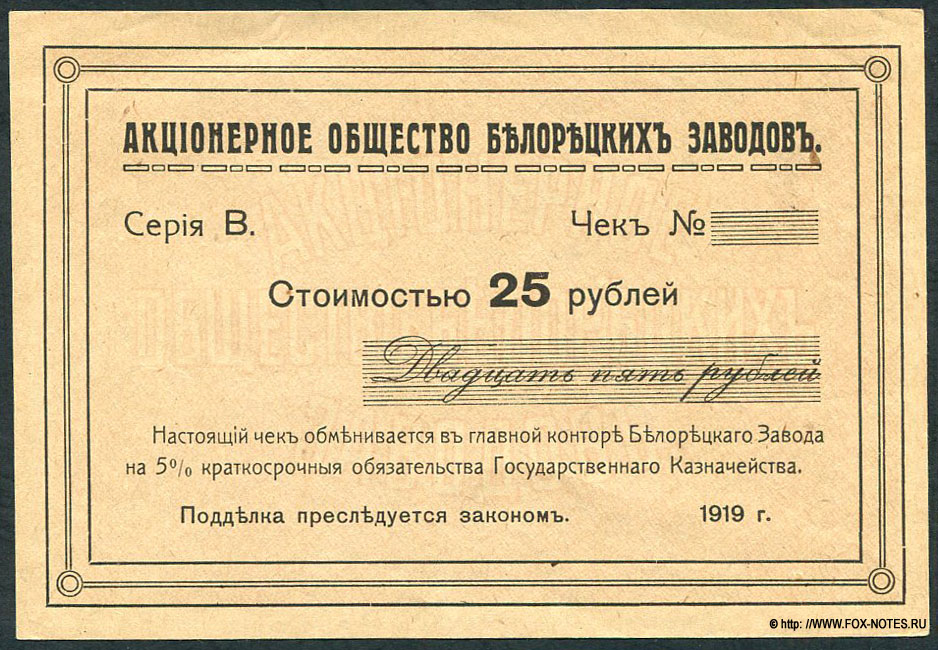 АКЦІОНЕРНОЕ ОБЩЕСТВО БѢЛОРѢЦКИХЪ ЗАВОДОВЪ.
Серія В. Чекъ №
Стоимостью 25 рублей
Двадцать пять рублей
Настоящій чекъ обмѣнивается въ главной конторѣ Бѣлорѣцкаго Завода
на 5% краткосрочныя обязательства Государственнаго Казначейства.
Поддѣлка преслѣдуется закономъ. 1919 г.
© http: //WWW.FOX-NOTES.RU